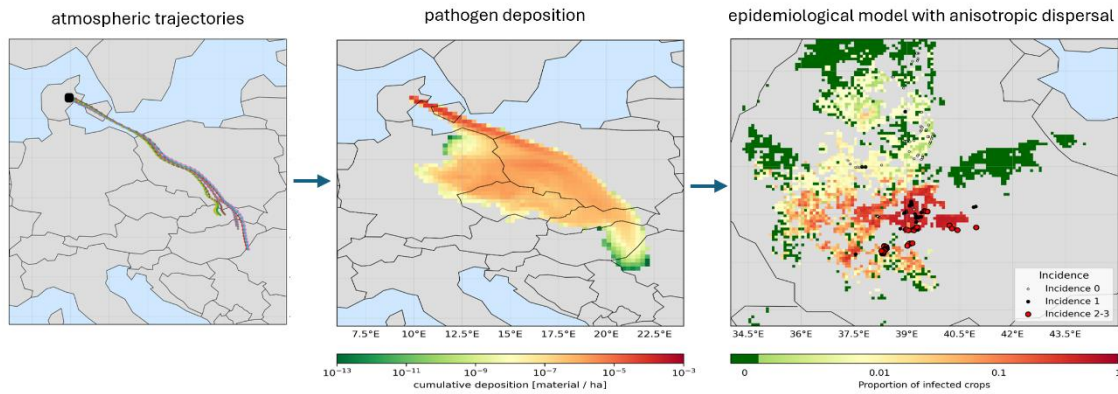 atmospheric trajectories
pathogen deposition
epidemiological model with anisotropic dispersal
Incidence
Incidence 0
Incidence 1
Incidence 2-3
7.5°E 10°E 12.5°E 15°E 17.5°E 20°E 22.5°E
34.5°E 36°E 37.5°E 39°E 40.5°E 42°E 43.5°E
10⁻¹³ 10⁻¹¹ 10⁻⁹ 10⁻⁷ 10⁻⁵ 10⁻³
cumulative deposition [material / ha]
0 0.01 0.1 1
Proportion of infected crops